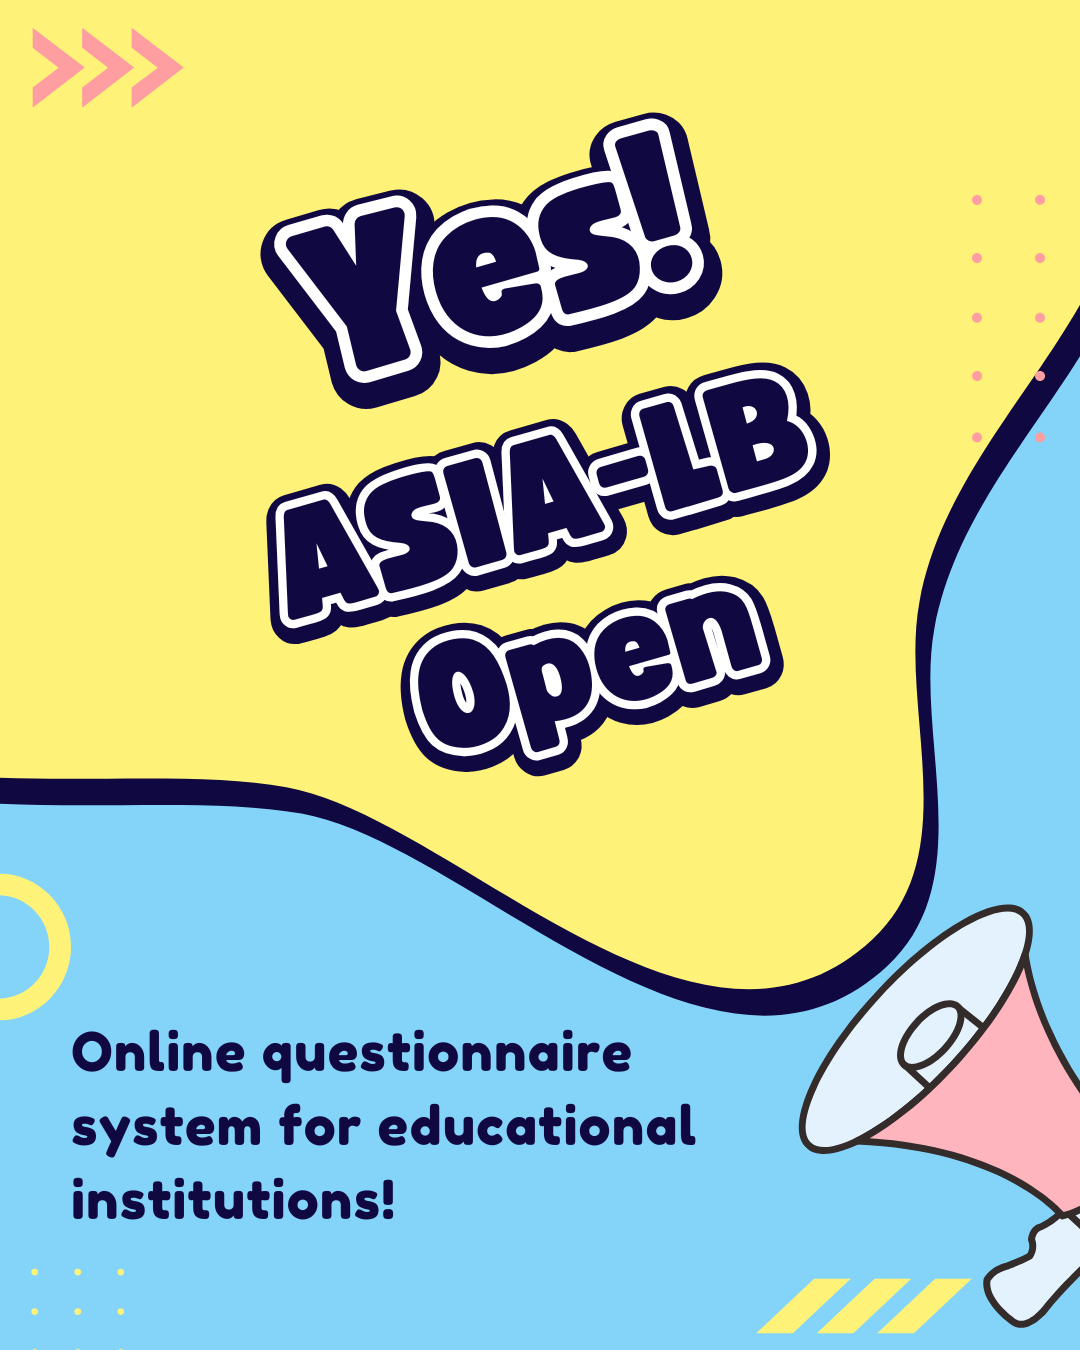 Yes!
ASIA-LB
Open
Online questionnaire
system for educational
institutions!